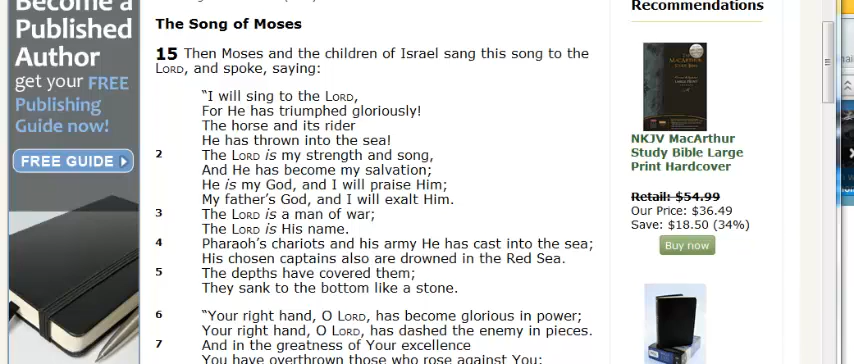 Become a
Published
Author
get your FREE
Publishing
Guide now!
FREE GUIDE
The Song of Moses
15 Then Moses and the children of Israel sang this song to the
LORD, and spoke, saying:
“I will sing to the LORD,
For He has triumphed gloriously!
The horse and its rider
He has thrown into the sea!
2 The LORD is my strength and song,
And He has become my salvation;
He is my God, and I will praise Him;
My father’s God, and I will exalt Him.
3 The LORD is a man of war;
The LORD is His name.
4 Pharaoh’s chariots and his army He has cast into the sea;
His chosen captains also are drowned in the Red Sea.
5 The depths have covered them;
They sank to the bottom like a stone.
6 “Your right hand, O LORD, has become glorious in power;
Your right hand, O LORD, has dashed the enemy in pieces.
7 And in the greatness of Your excellence
You have overthrown those who rose against You;
Recommendations
NKJV MacArthur
Study Bible Large
Print Hardcover
Retail: $54.99
Our Price: $36.49
Save: $18.50 (34%)
Buy now